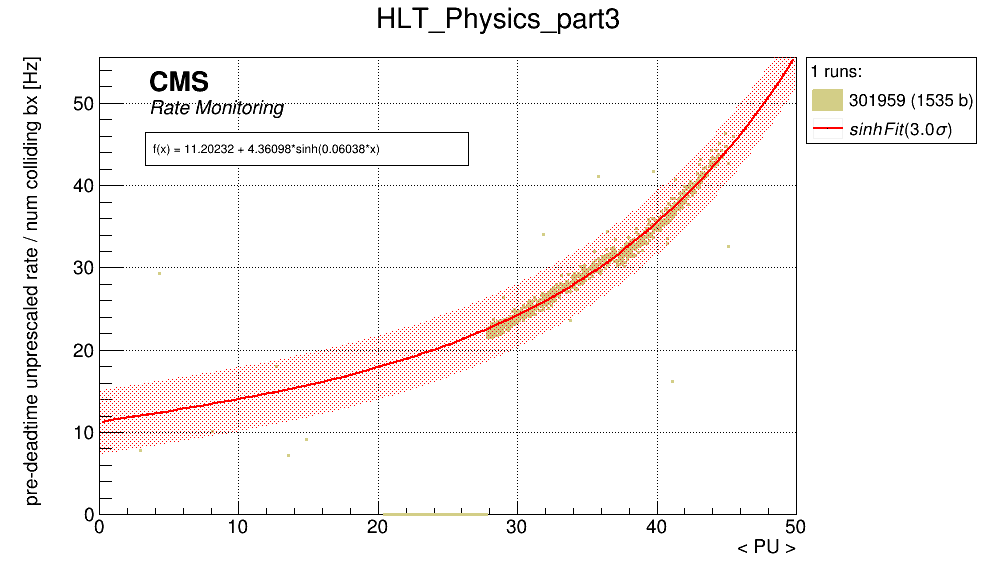 HLT_Physics_part3
pre-deadtime unprescaled rate / num colliding bx [Hz]
CMS
Rate Monitoring
f(x) = 11.20232 + 4.36098*sinh(0.06038*x)
1 runs:
301959 (1535 b)
sinhFit(3.0σ)
50
40
30
20
10
0
0 10 20 30 40 50
< PU >